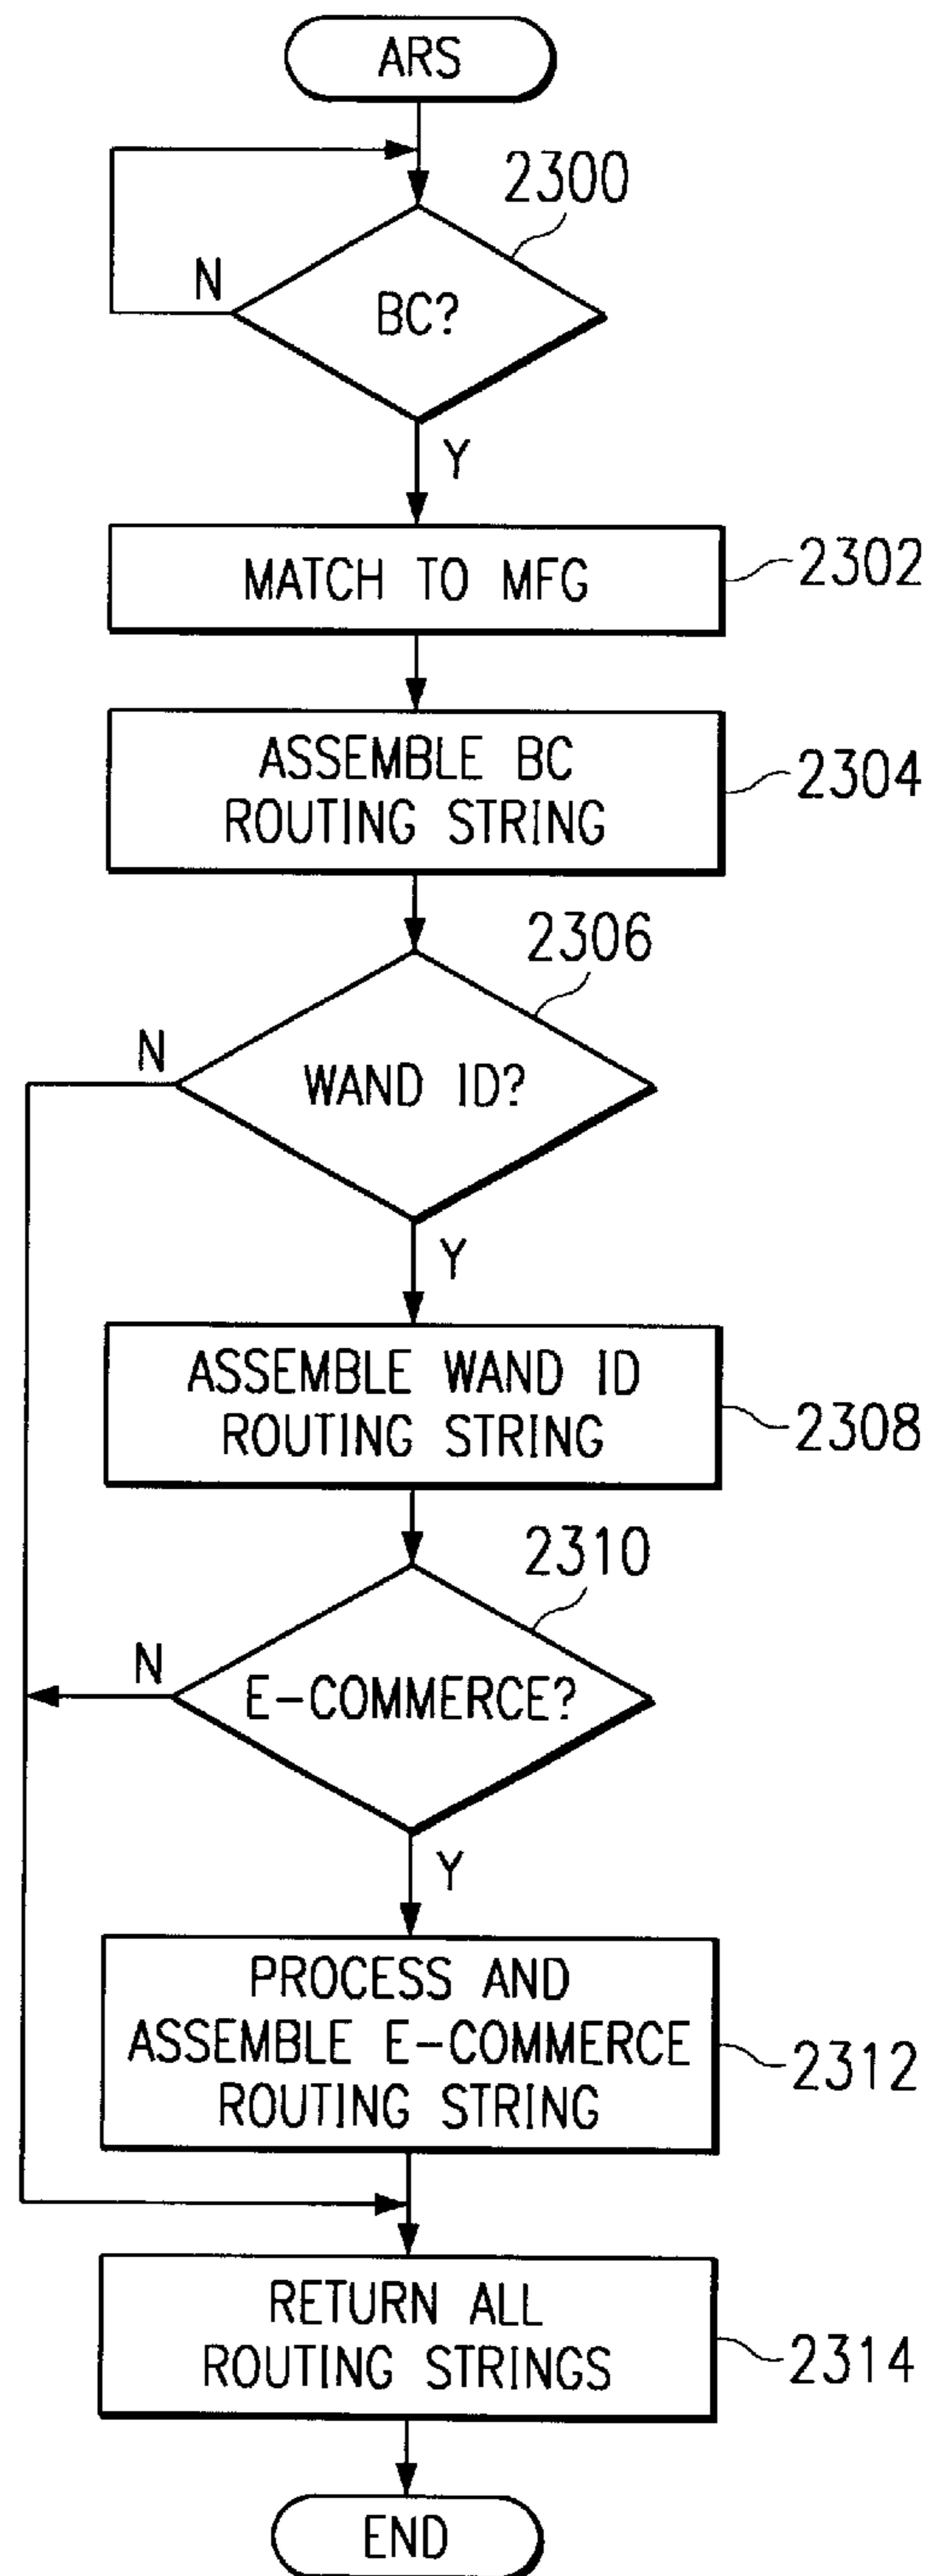 ARS
2300
N
BC?
Y
MATCH TO MFG
2302
ASSEMBLE BC
ROUTING STRING
2304
2306
N
WAND ID?
Y
ASSEMBLE WAND ID
ROUTING STRING
2308
2310
N
E-COMMERCE?
Y
PROCESS AND
ASSEMBLE E-COMMERCE
ROUTING STRING
2312
RETURN ALL
ROUTING STRINGS
2314
END